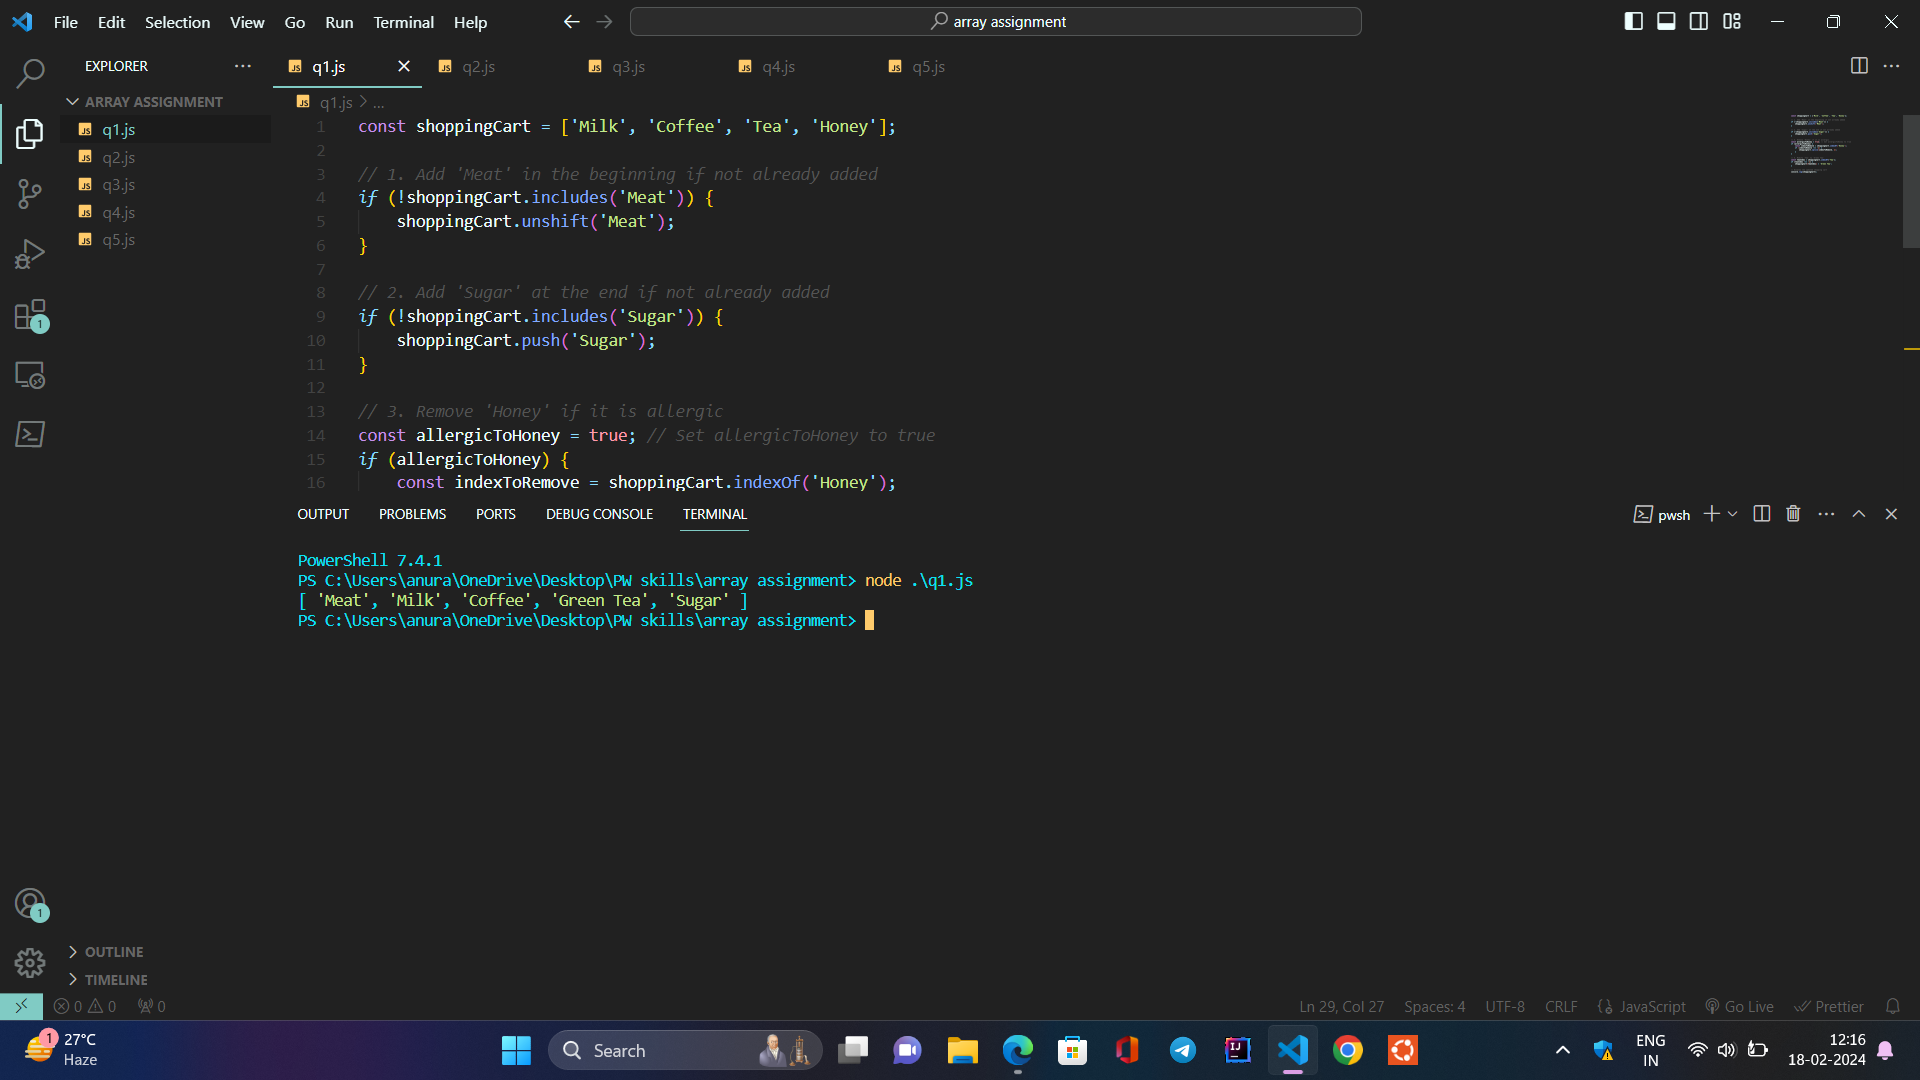 File Edit Selection View Go Run Terminal Help
array assignment
EXPLORER
q1.js
q2.js
q3.js
q4.js
q5.js
ARRAY ASSIGNMENT
q1.js
q2.js
q3.js
q4.js
q5.js
q1.js > ...
1 const shoppingCart = ['Milk', 'Coffee', 'Tea', 'Honey'];
2
3 // 1. Add 'Meat' in the beginning if not already added
4 if (!shoppingCart.includes('Meat')) {
5 shoppingCart.unshift('Meat');
6 }
7
8 // 2. Add 'Sugar' at the end if not already added
9 if (!shoppingCart.includes('Sugar')) {
10 shoppingCart.push('Sugar');
11 }
12
13 // 3. Remove 'Honey' if it is allergic
14 const allergicToHoney = true; // Set allergicToHoney to true
15 if (allergicToHoney) {
16 const indexToRemove = shoppingCart.indexOf('Honey');
OUTPUT PROBLEMS PORTS DEBUG CONSOLE TERMINAL
pwsh
PowerShell 7.4.1
PS C:\Users\anura\OneDrive\Desktop\PW skills\array assignment> node .\q1.js
[ 'Meat', 'Milk', 'Coffee', 'Green Tea', 'Sugar' ]
PS C:\Users\anura\OneDrive\Desktop\PW skills\array assignment>
1
1
OUTLINE
TIMELINE
0 0 0
Ln 29, Col 27 Spaces: 4 UTF-8 CRLF {} JavaScript Go Live Prettier
1
27°C
Haze
Search
IJ
ENG
IN
12:16
18-02-2024